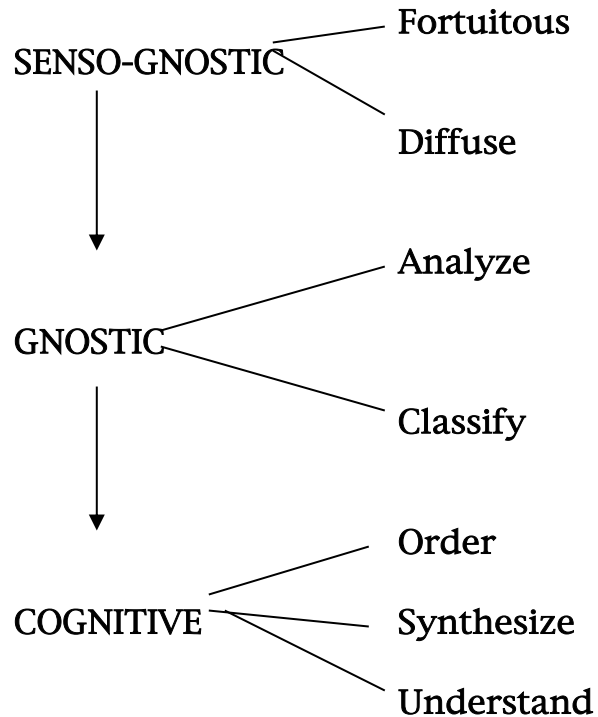 Fortuitous
SENSO-GNOSTIC
Diffuse
Analyze
GNOSTIC
Classify
Order
COGNITIVE
Synthesize
Understand